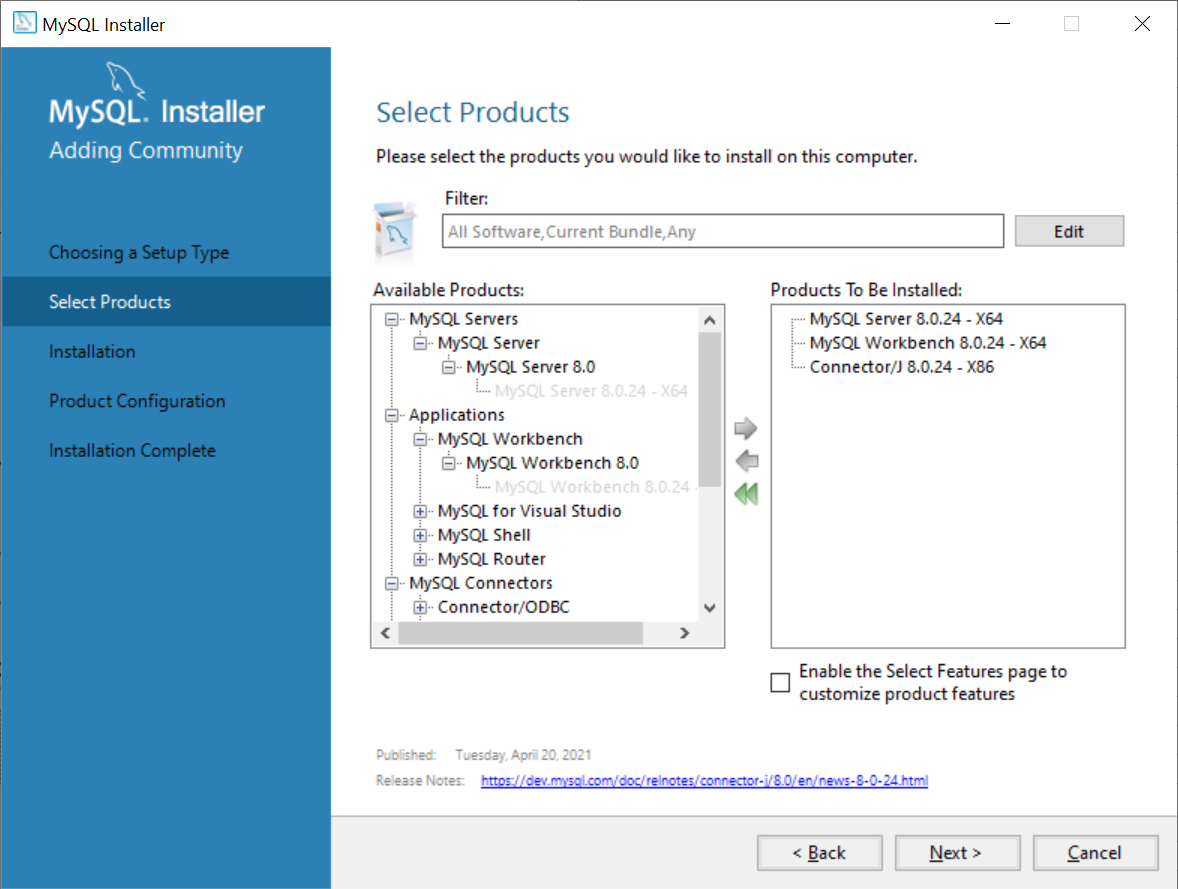 MySQL Installer
MySQL. Installer
Adding Community
Choosing a Setup Type
Select Products
Installation
Product Configuration
Installation Complete
Select Products
Please select the products you would like to install on this computer.
Filter:
All Software,Current Bundle,Any
Edit
Available Products:
MySQL Servers
MySQL Server
MySQL Server 8.0
MySQL Server 8.0.24 - X64
Applications
MySQL Workbench
MySQL Workbench 8.0
MySQL Workbench 8.0.24 -
MySQL for Visual Studio
MySQL Shell
MySQL Router
MySQL Connectors
Connector/ODBC
Products To Be Installed:
MySQL Server 8.0.24 - X64
MySQL Workbench 8.0.24 - X64
Connector/J 8.0.24 - X86
Enable the Select Features page to
customize product features
Published: Tuesday, April 20, 2021
Release Notes: https://dev.mysql.com/doc/relnotes/connector-j/8.0/en/news-8-0-24.html
< Back
Next >
Cancel